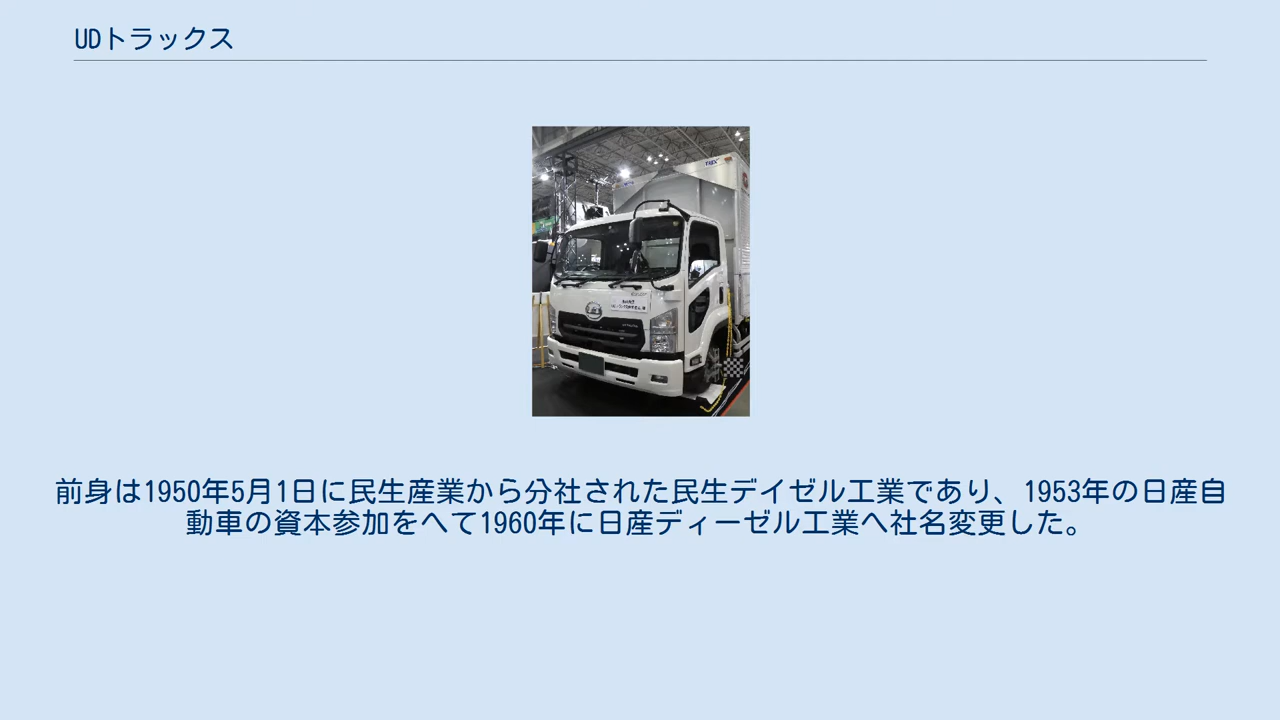 UDトラックス
TREX
前身は1950年5月1日に民生産業から分社された民生デイゼル工業であり、1953年の日産自
動車の資本参加をへて1960年に日産ディーゼル工業へ社名変更した。